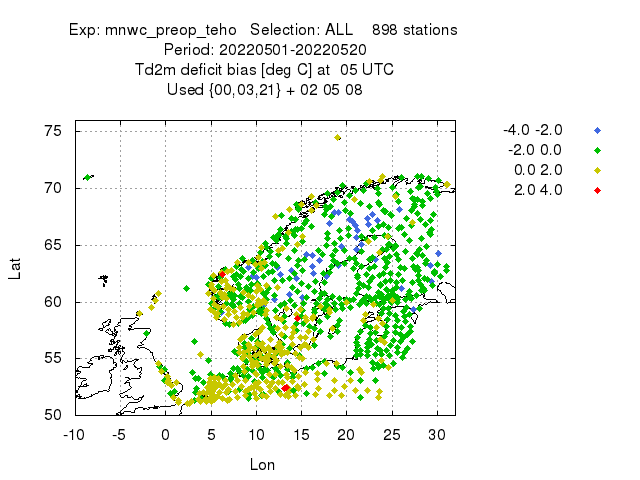 Exp: mnwc_preop_teho   Selection: ALL    898 stations
Period: 20220501-20220520
Td2m deficit bias [deg C] at  05 UTC
Used {00,03,21} + 02 05 08
-4.0 -2.0
-2.0 0.0
0.0 2.0
2.0 4.0
75
70
65
60
55
50
Lat
-10 -5 0 5 10 15 20 25 30
Lon